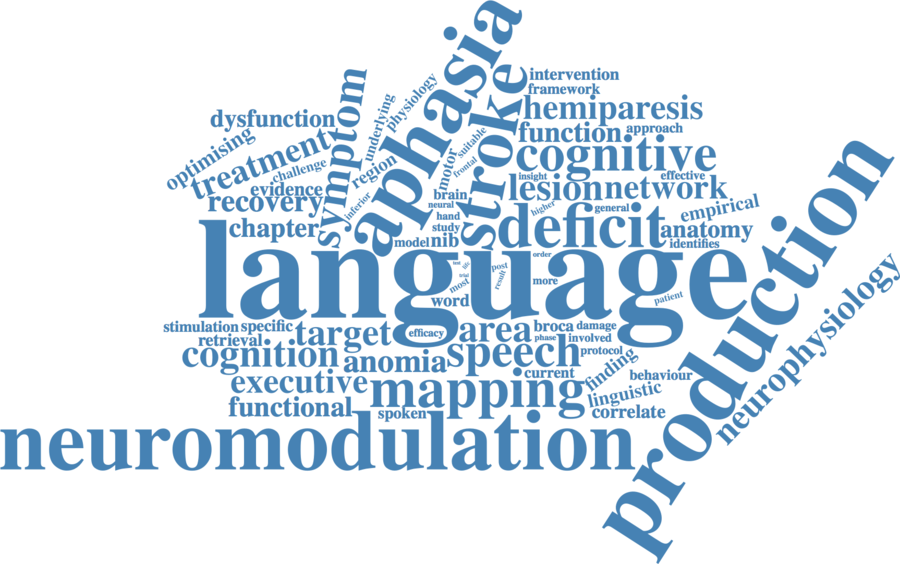 aphasia
stroke
intervention
framework
hemiparesis
function
approach
cognitive
insight
effective
lesion
network
dysfunction
optimising
treatment
symptom
underlying
physiology
challenge
region
evidence
recovery
inferior
motor
suitable
frontal
brain
neural
hand
study
chapter
model
nib
higher
general
deficit
empirical
anatomy
identifies
language
order
post
result
trial
most
more
word
patient
production
neurophysiology
stimulation
specific
retrieval
target
efficacy
area
broca
damage
phase
involved
cognition
anomia
speech
protocol
current
finding
behaviour
executive
mapping
linguistic
functional
spoken
correlate
neuromodulation